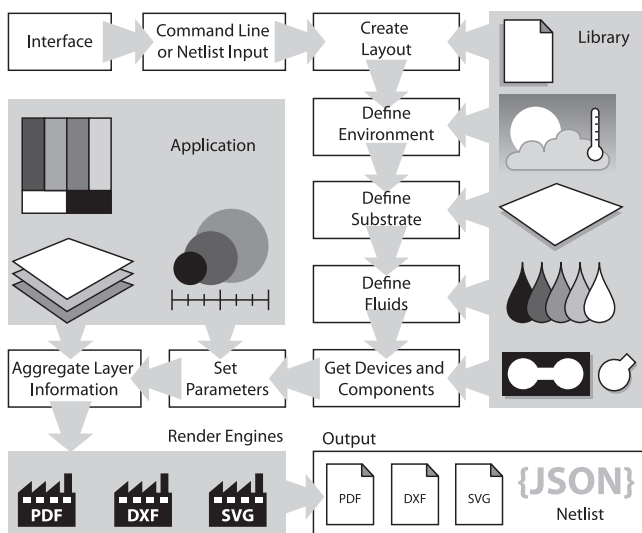 Interface
Command Line
or Netlist Input
Create
Layout
Library
Define
Environment
Application
Define
Substrate
Define
Fluids
Aggregate Layer
Information
Set
Parameters
Get Devices and
Components
Render Engines
PDF
DXF
SVG
Output
PDF
DXF
SVG
{JSON}
Netlist